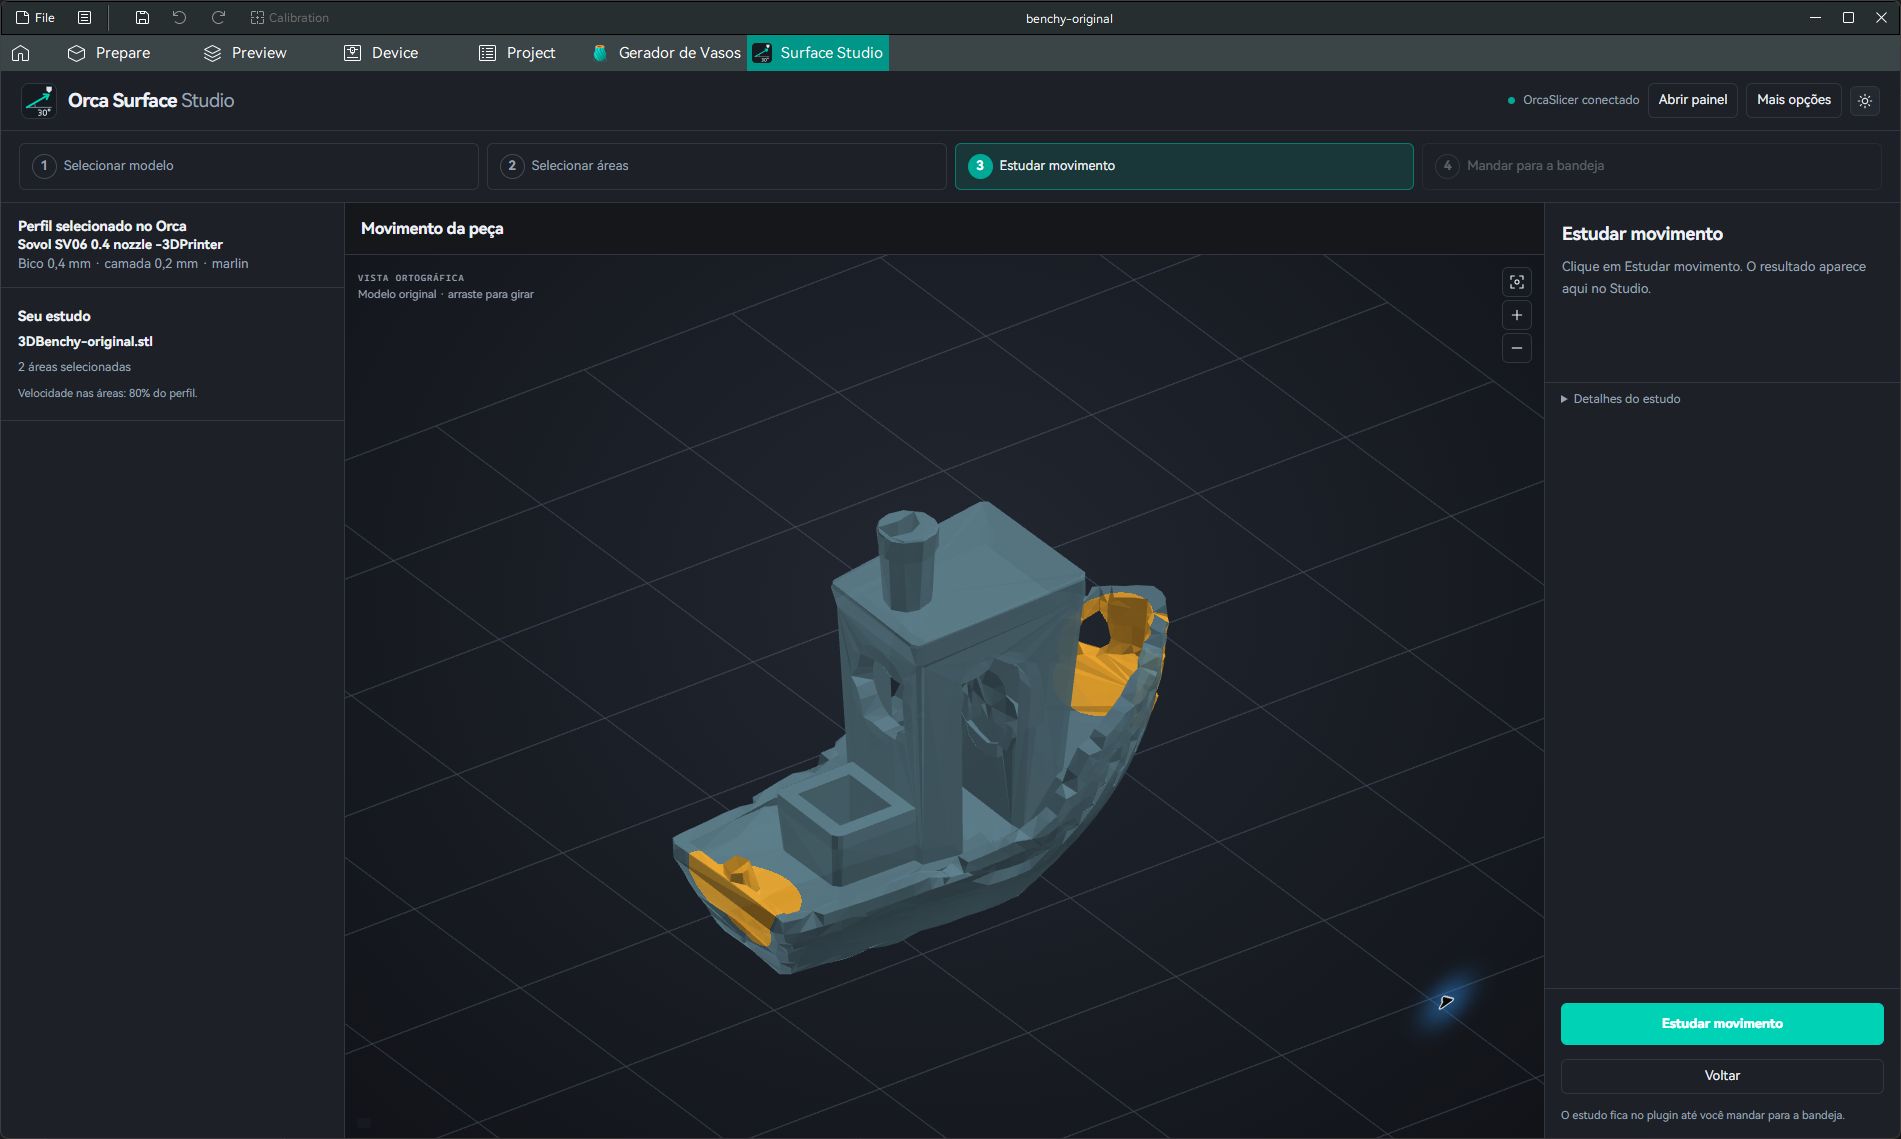 File
Calibration
benchy-original
Prepare
Preview
Device
Project
Gerador de Vasos
Surface Studio
30°
Orca Surface Studio
OrcaSlicer conectado
Abrir painel
Mais opções
1 Selecionar modelo
2 Selecionar áreas
3 Estudar movimento
4 Mandar para a bandeja
Perfil selecionado no Orca
Sovol SV06 0.4 nozzle -3DPrinter
Bico 0,4 mm · camada 0,2 mm · marlin
Seu estudo
3DBenchy-original.stl
2 áreas selecionadas
Velocidade nas áreas: 80% do perfil.
Movimento da peça
VISTA ORTOGRÁFICA
Modelo original · arraste para girar
Estudar movimento
Clique em Estudar movimento. O resultado aparece
aqui no Studio.
Detalhes do estudo
Estudar movimento
Voltar
O estudo fica no plugin até você mandar para a bandeja.